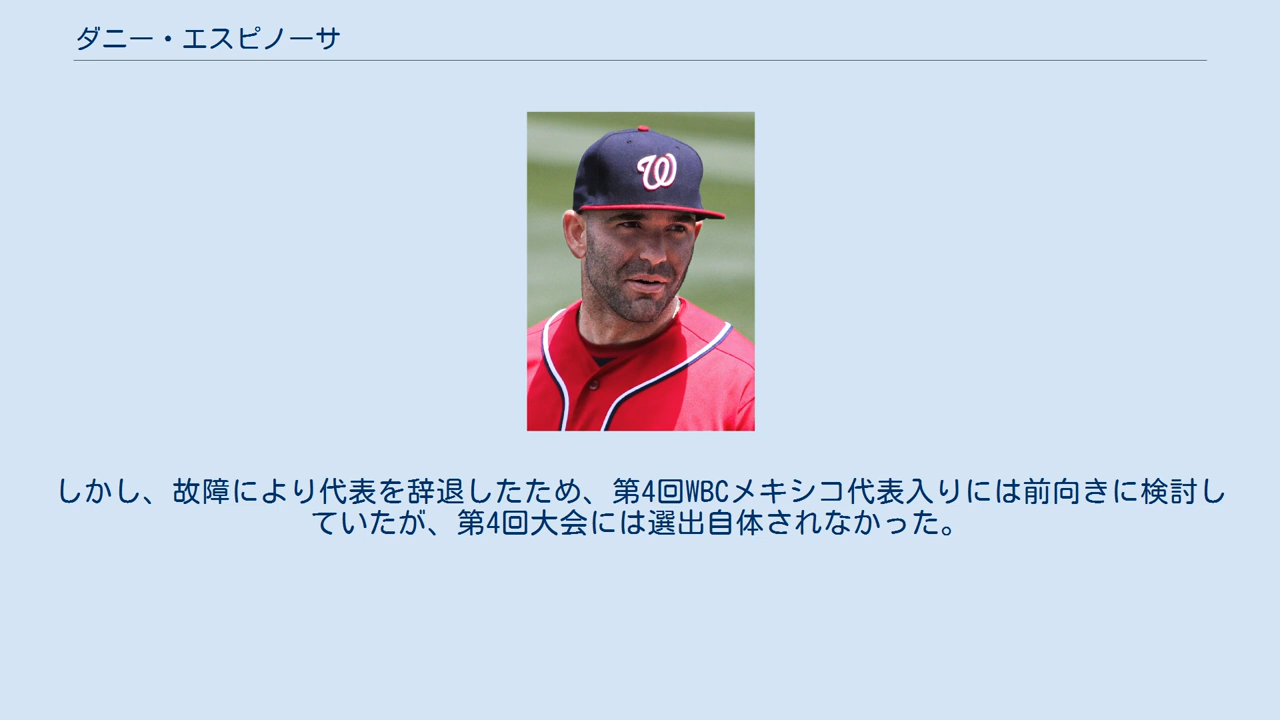 ダニー・エスピノーサ
W
しかし、故障により代表を辞退したため、第4回WBCメキシコ代表入りには前向きに検討し
ていたが、第4回大会には選出自体されなかった。